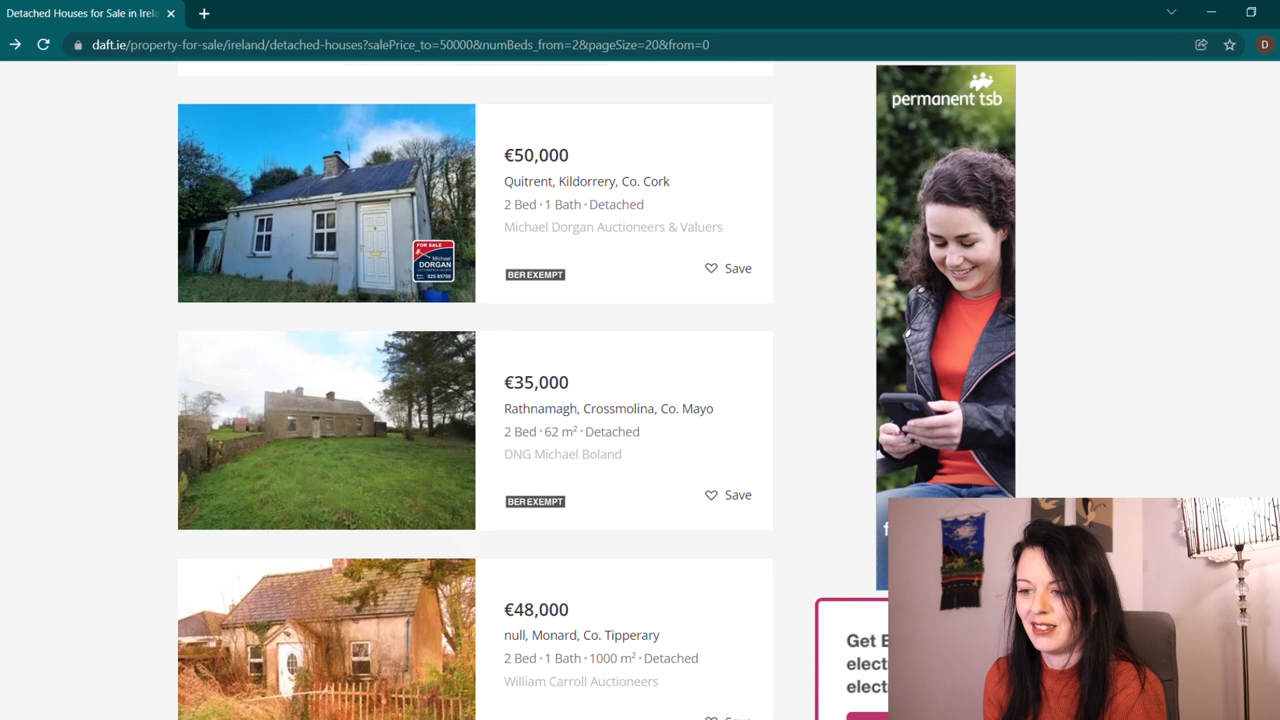 Detached Houses for Sale in Irela
daft.ie/property-for-sale/ireland/detached-houses?salePrice_to=50000&numBeds_from=2&pageSize=20&from=0
D
permanent tsb
€50,000
Quitrent, Kildorrery, Co. Cork
2 Bed · 1 Bath · Detached
Michael Dorgan Auctioneers & Valuers
BER EXEMPT
Save
FOR SALE
Michael
DORGAN
€35,000
Rathnamagh, Crossmolina, Co. Mayo
2 Bed · 62 m² · Detached
DNG Michael Boland
BER EXEMPT
Save
€48,000
null, Monard, Co. Tipperary
2 Bed · 1 Bath · 1000 m² · Detached
William Carroll Auctioneers
Get
elect
elect